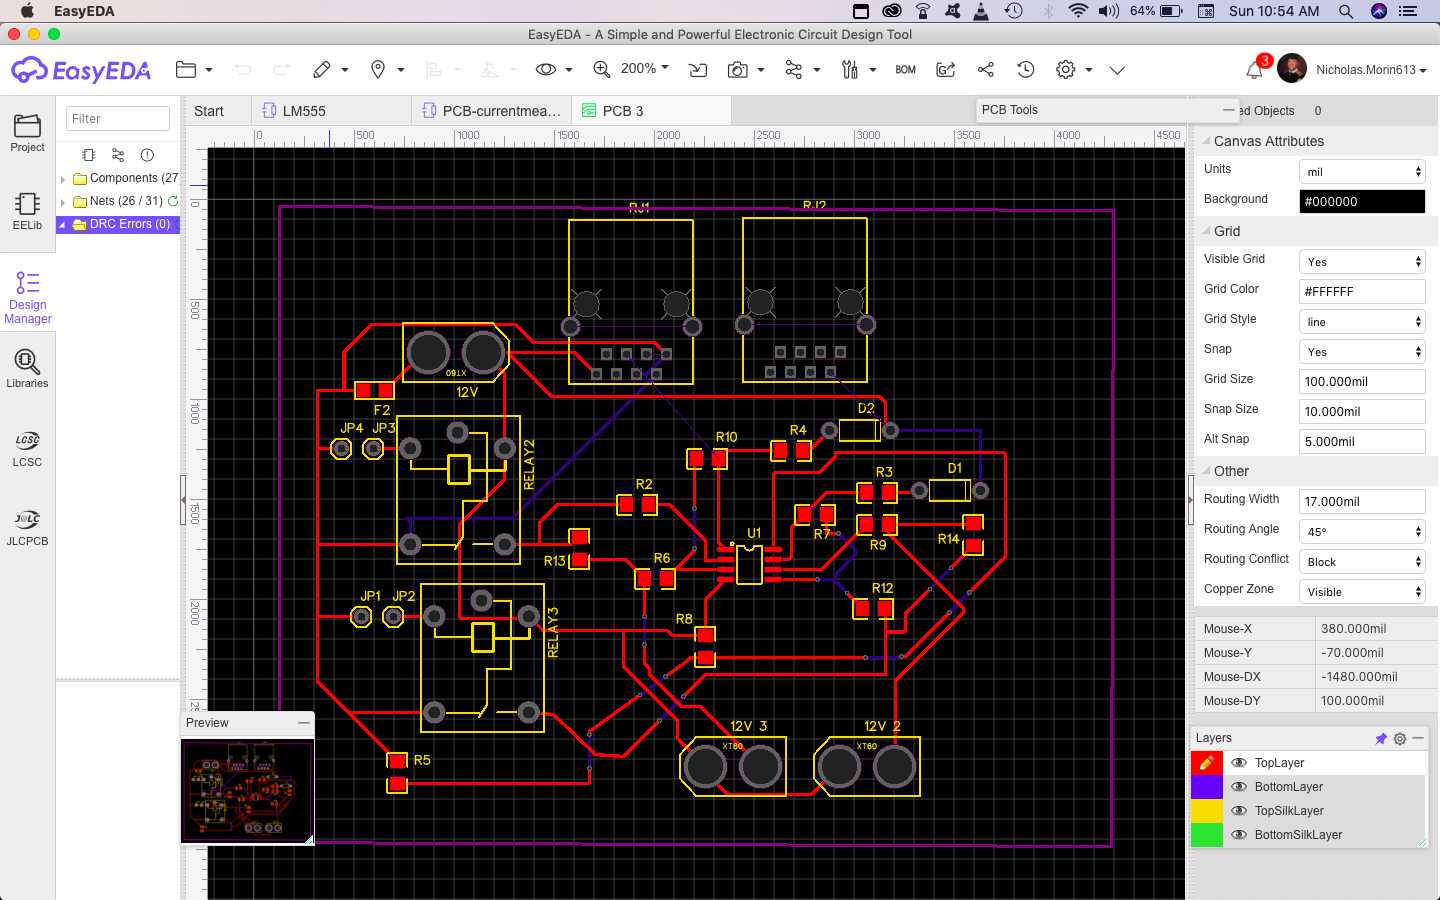 EasyEDA
64%
Sun 10:54 AM
EasyEDA - A Simple and Powerful Electronic Circuit Design Tool
EasyEDA
200%
BOM
3
Nicholas.Morin613
Project
EELib
Design
Manager
Libraries
LCSC
LCSC
J@LC
JLCPCB
Filter
Components (27
Nets (26 / 31)
DRC Errors (0)
Start
LM555
PCB-currentmea…
PCB 3
PCB Tools
0
500
1000
1500
2000
2500
3000
3500
4000
4500
0
500
1000
1500
2000
RJ1
RJ2
XT60
12V
F2
JP4
JP3
RELAY2
R10
R4
D2
R2
R3
D1
R7
R9
R14
U1
R13
R6
R12
JP1
JP2
RELAY3
R8
12V 3
12V 2
XT60
XT60
R5
Preview
ed Objects
0
Canvas Attributes
Units
mil
Background
#000000
Grid
Visible Grid
Yes
Grid Color
#FFFFFF
Grid Style
line
Snap
Yes
Grid Size
100.000mil
Snap Size
10.000mil
Alt Snap
5.000mil
Other
Routing Width
17.000mil
Routing Angle
45°
Routing Conflict
Block
Copper Zone
Visible
Mouse-X
380.000mil
Mouse-Y
-70.000mil
Mouse-DX
-1480.000mil
Mouse-DY
100.000mil
Layers
TopLayer
BottomLayer
TopSilkLayer
BottomSilkLayer